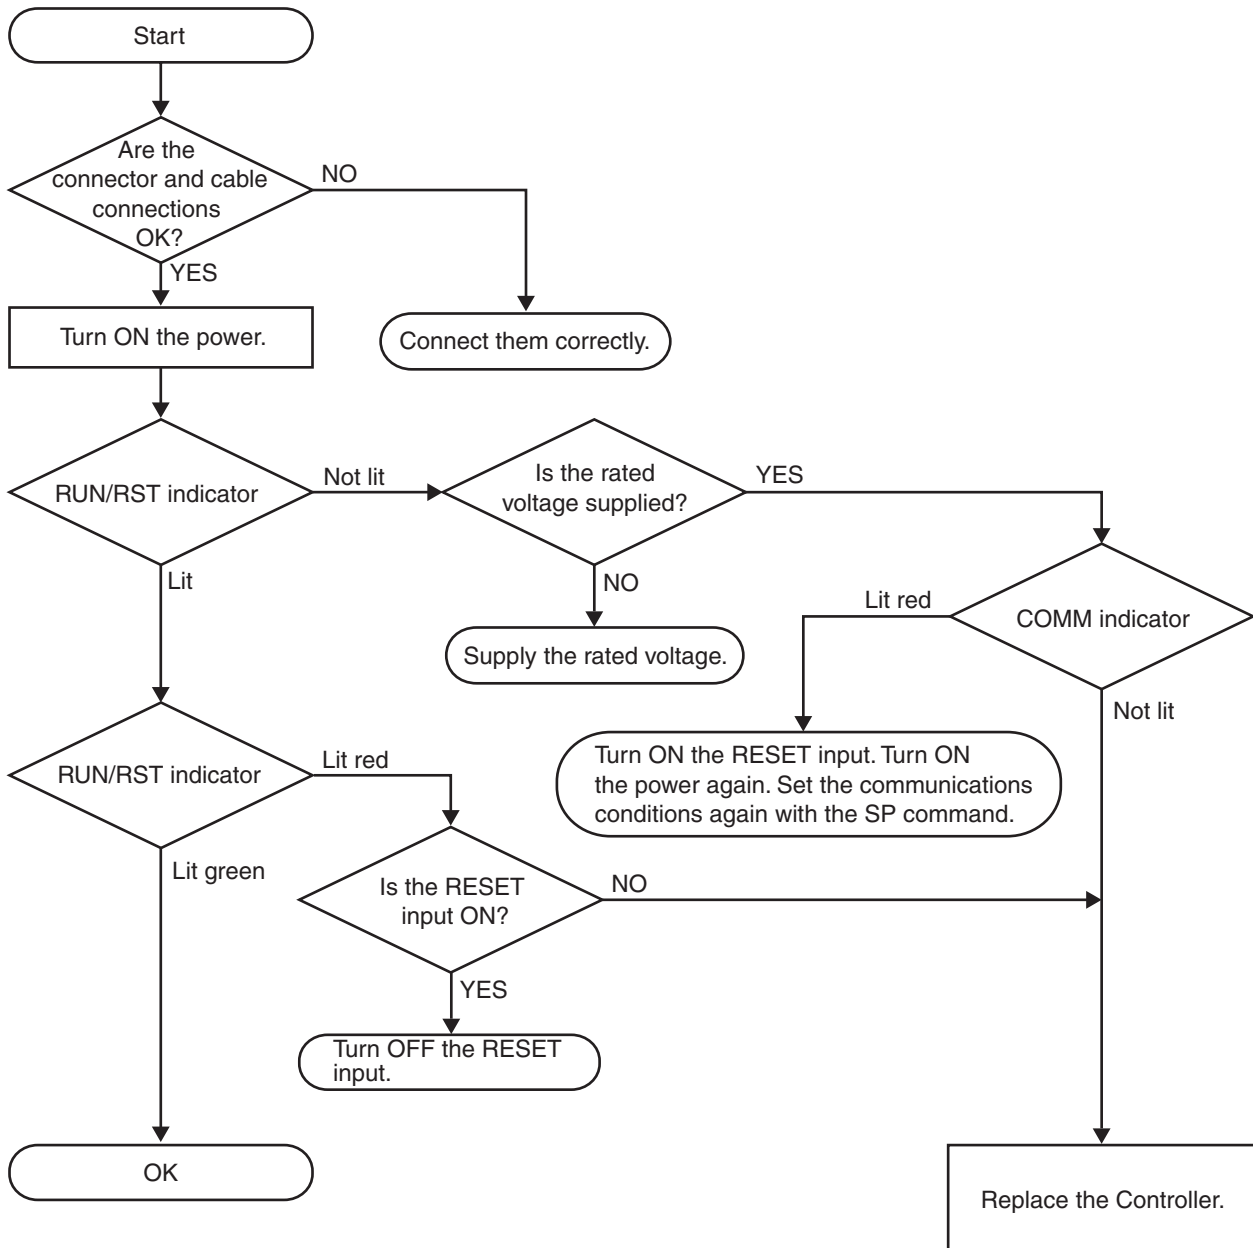 Start
Are the
connector and cable
connections
OK?
NO
YES
Turn ON the power.
Connect them correctly.
RUN/RST indicator
Not lit
Is the rated
voltage supplied?
YES
Lit
NO
Supply the rated voltage.
Lit red
COMM indicator
Not lit
Turn ON the RESET input. Turn ON
the power again. Set the communications
conditions again with the SP command.
RUN/RST indicator
Lit red
Lit green
Is the RESET
input ON?
NO
YES
Turn OFF the RESET
input.
OK
Replace the Controller.